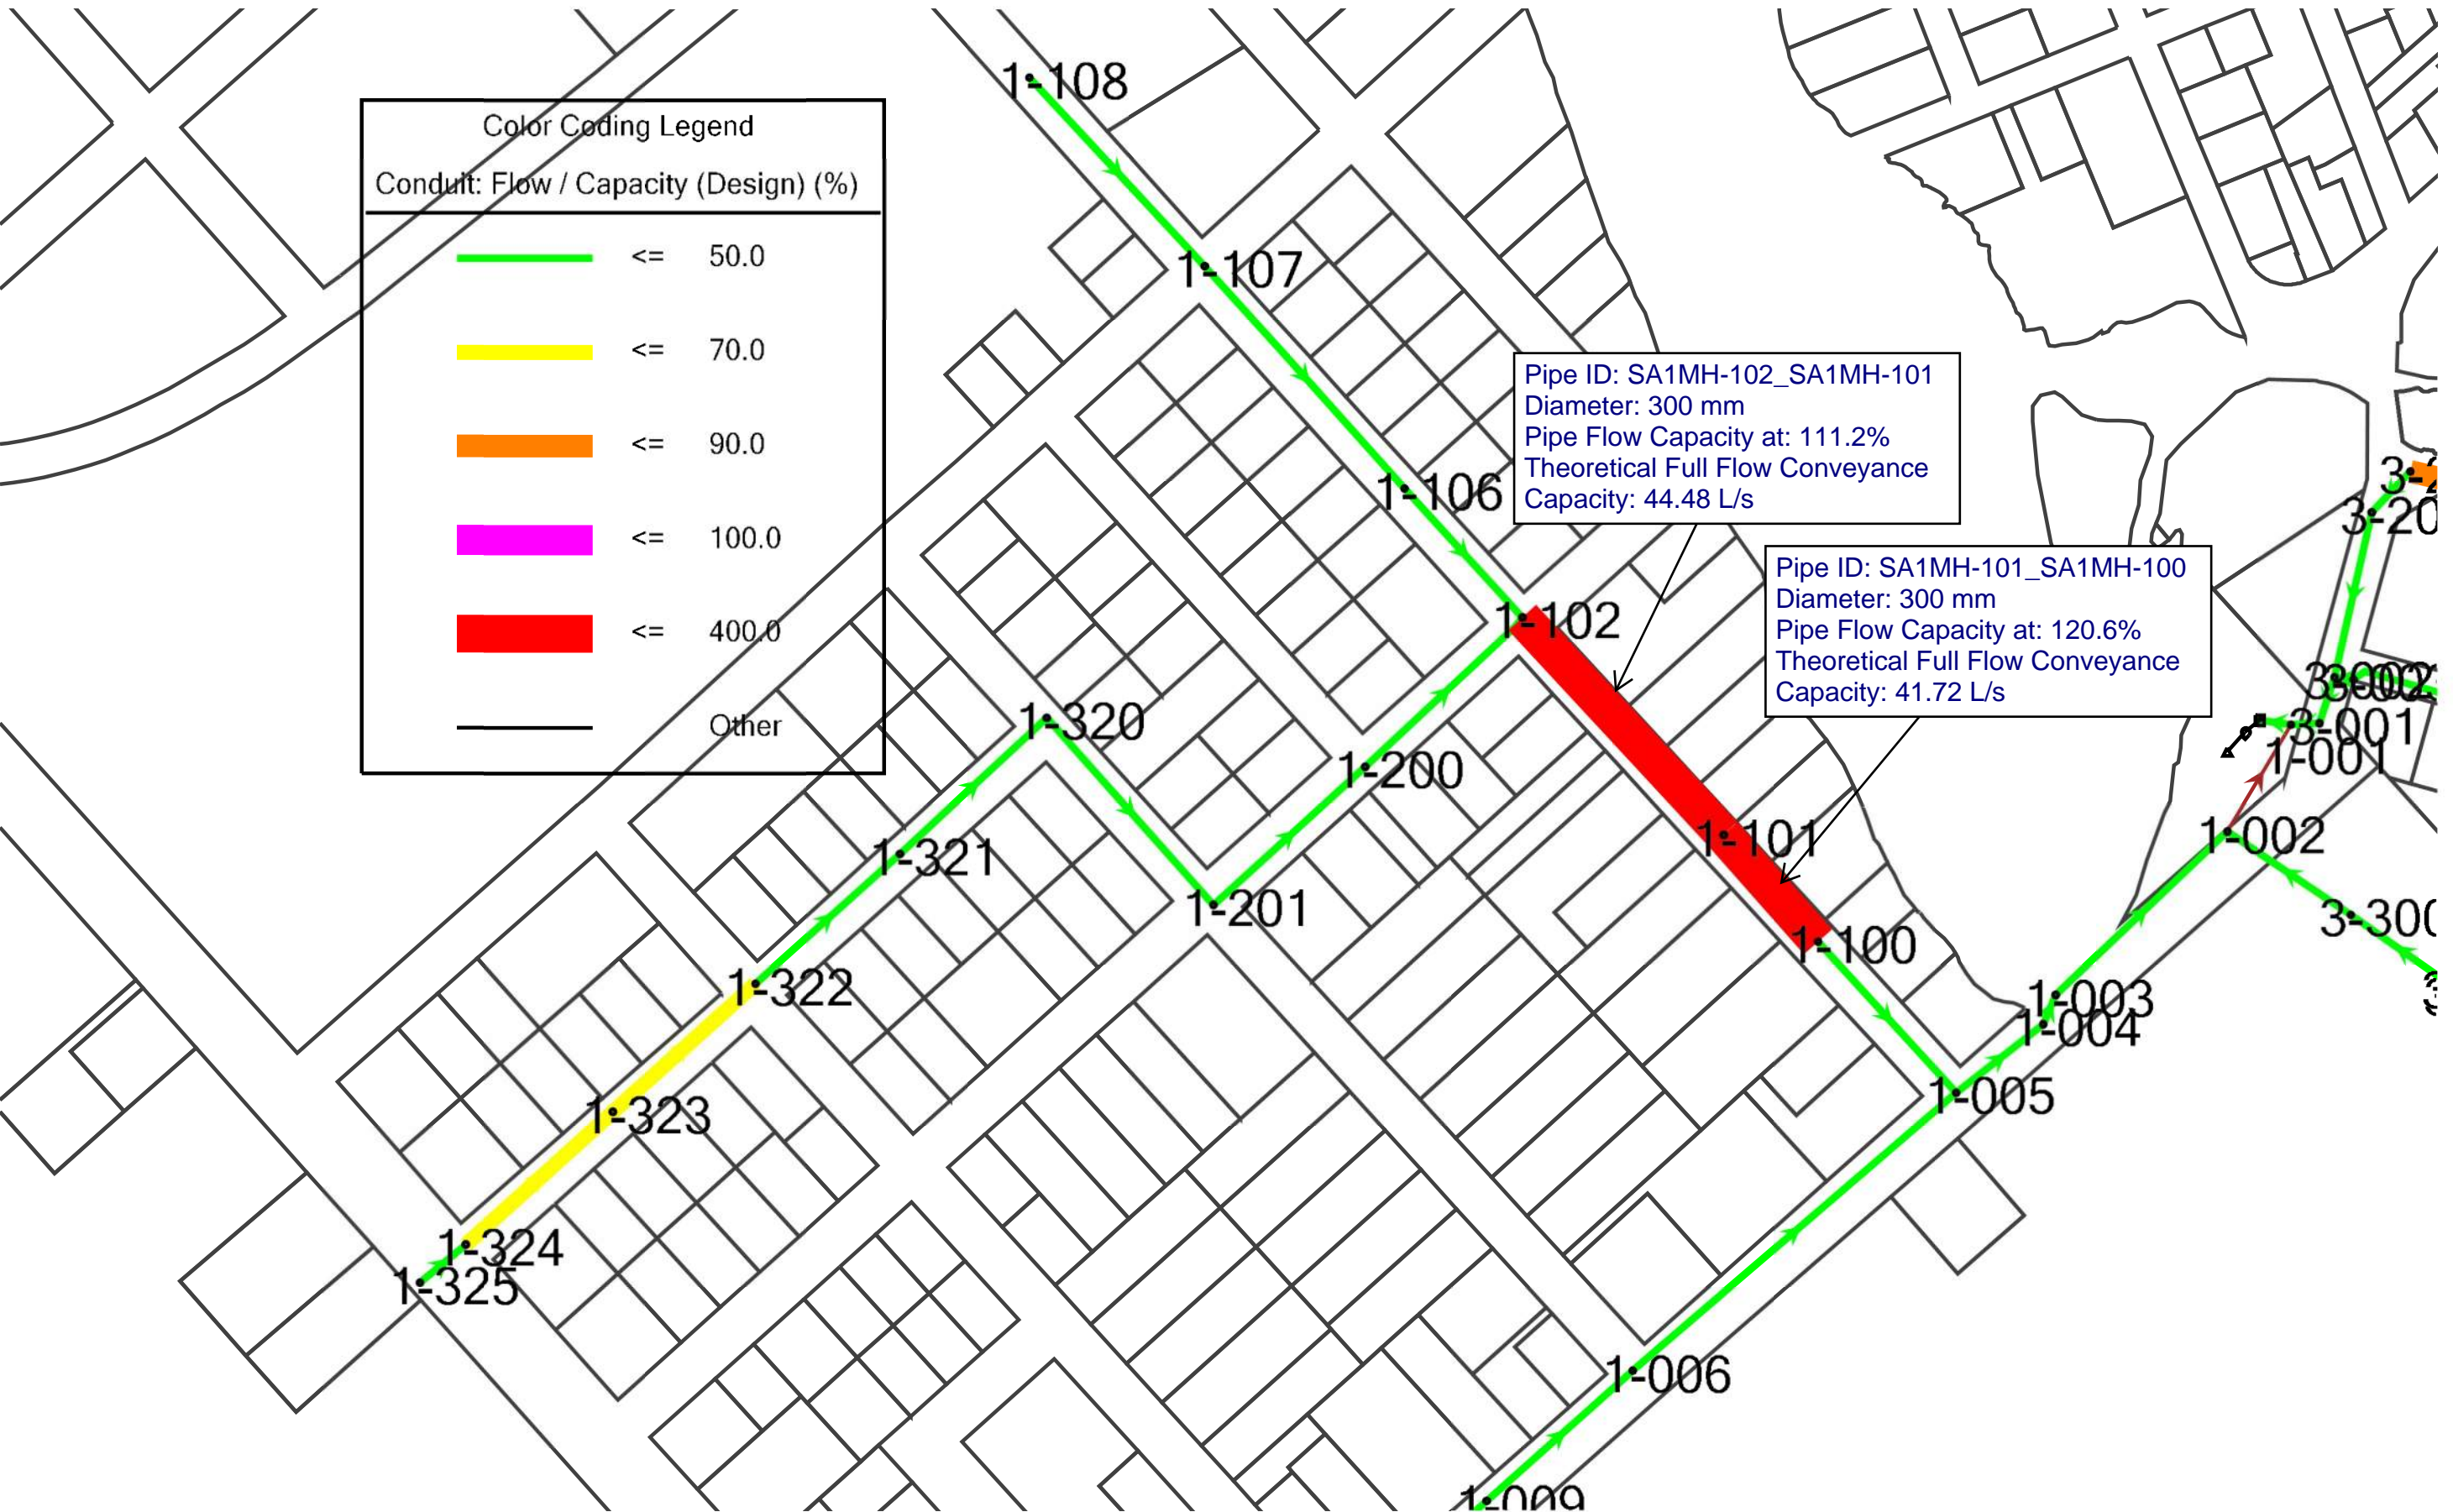 1-108
Color Coding Legend
Conduit: Flow / Capacity (Design) (%)
<= 50.0
<= 70.0
<= 90.0
<= 100.0
<= 400.0
Other
1-107
1-106
Pipe ID: SA1MH-102_SA1MH-101
Diameter: 300 mm
Pipe Flow Capacity at: 111.2%
Theoretical Full Flow Conveyance
Capacity: 44.48 L/s
Pipe ID: SA1MH-101_SA1MH-100
Diameter: 300 mm
Pipe Flow Capacity at: 120.6%
Theoretical Full Flow Conveyance
Capacity: 41.72 L/s
1-102
1-320
1-200
3-001
1-001
1-101
1-002
1-321
1-201
3-300
1-100
1-322
1-003
1-004
1-005
1-323
1-324
1-325
1-006
1-009